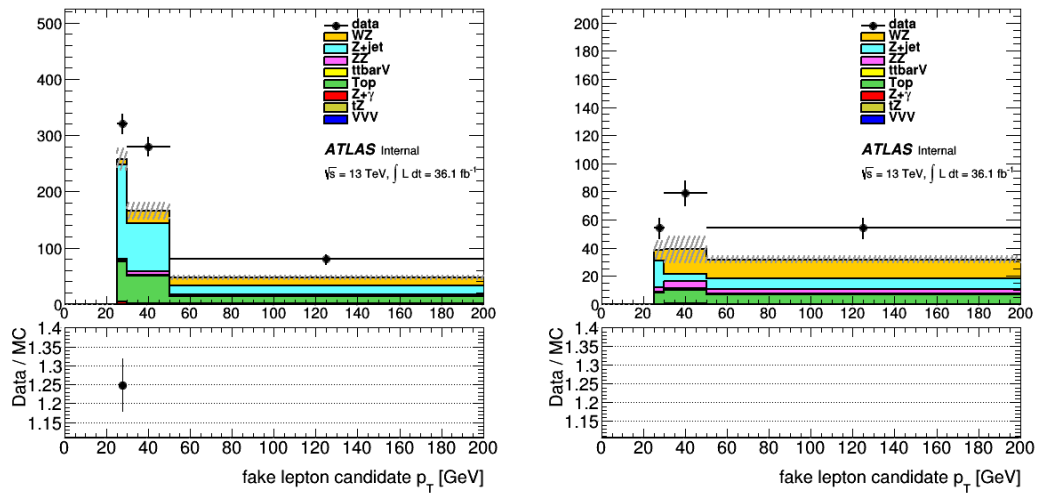 500
400
300
200
100
0
data
WZ
Z+jet
ZZ
ttbarV
Top
Z+γ
tZ
VVV
ATLAS Internal
√s = 13 TeV, ∫ L dt = 36.1 fb⁻¹
1.4
1.35
1.3
1.25
1.2
1.15
Data / MC
0 20 40 60 80 100 120 140 160 180 200
fake lepton candidate p_T [GeV]
200
180
160
140
120
100
80
60
40
20
0
data
WZ
Z+jet
ZZ
ttbarV
Top
Z+γ
tZ
VVV
ATLAS Internal
√s = 13 TeV, ∫ L dt = 36.1 fb⁻¹
1.4
1.35
1.3
1.25
1.2
1.15
Data / MC
0 20 40 60 80 100 120 140 160 180 200
fake lepton candidate p_T [GeV]